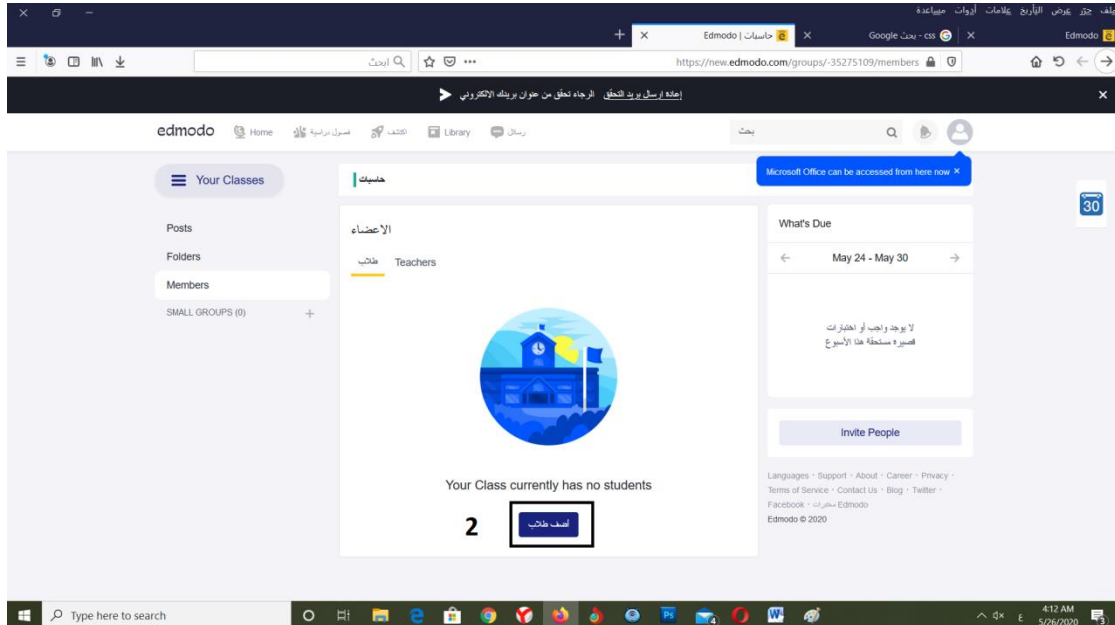 ملف حرّر عرض التأريخ علامات أدوات مساعدة
Edmodo
css - بحث Google
حاسبات | Edmodo
https://new.edmodo.com/groups/-35275109/members
ابحث
إعادة إرسال بريد التحقق الرجاء تحقق من عنوان بريدك الالكتروني
edmodo
Home
فصول دراسية
اكتشف
Library
رسائل
بحث
Microsoft Office can be accessed from here now
30
Your Classes
Posts
Folders
Members
SMALL GROUPS (0)
حاسبات
الاعضاء
طلاب Teachers
Your Class currently has no students
2
أضف طلاب
What's Due
May 24 - May 30
لا يوجد واجب أو اختبارات
قصيرة مستحقة هذا الأسبوع
Invite People
Languages · Support · About · Career · Privacy ·
Terms of Service · Contact Us · Blog · Twitter ·
Facebook · مختبرات Edmodo
Edmodo © 2020
Type here to search
4
ع
4:12 AM
5/26/2020
3